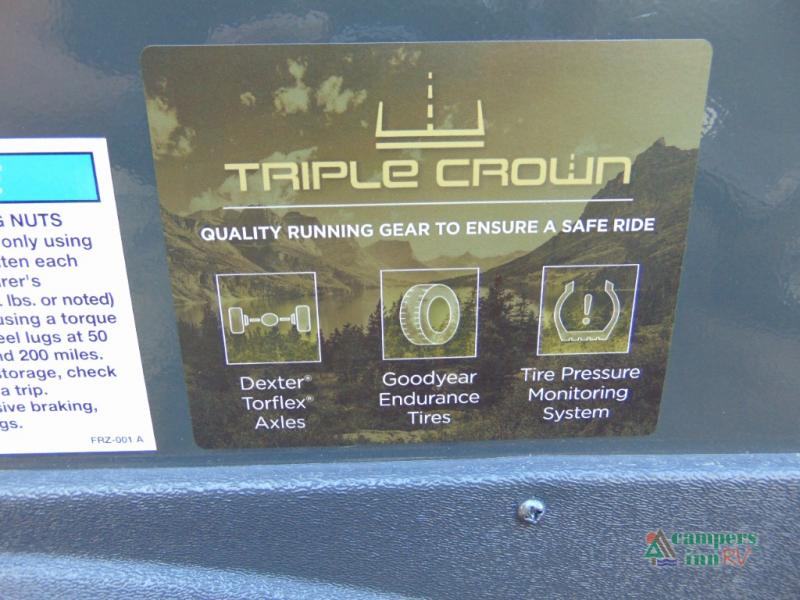 G NUTS
only using
ten each
rer's
lbs. or noted)
using a torque
eel lugs at 50
nd 200 miles.
storage, check
a trip.
sive braking,
gs.
FRZ-001 A
TRIPLE CROWN
QUALITY RUNNING GEAR TO ENSURE A SAFE RIDE
Dexter®
Torflex®
Axles
Goodyear
Endurance
Tires
Tire Pressure
Monitoring
System
campers
inn RV